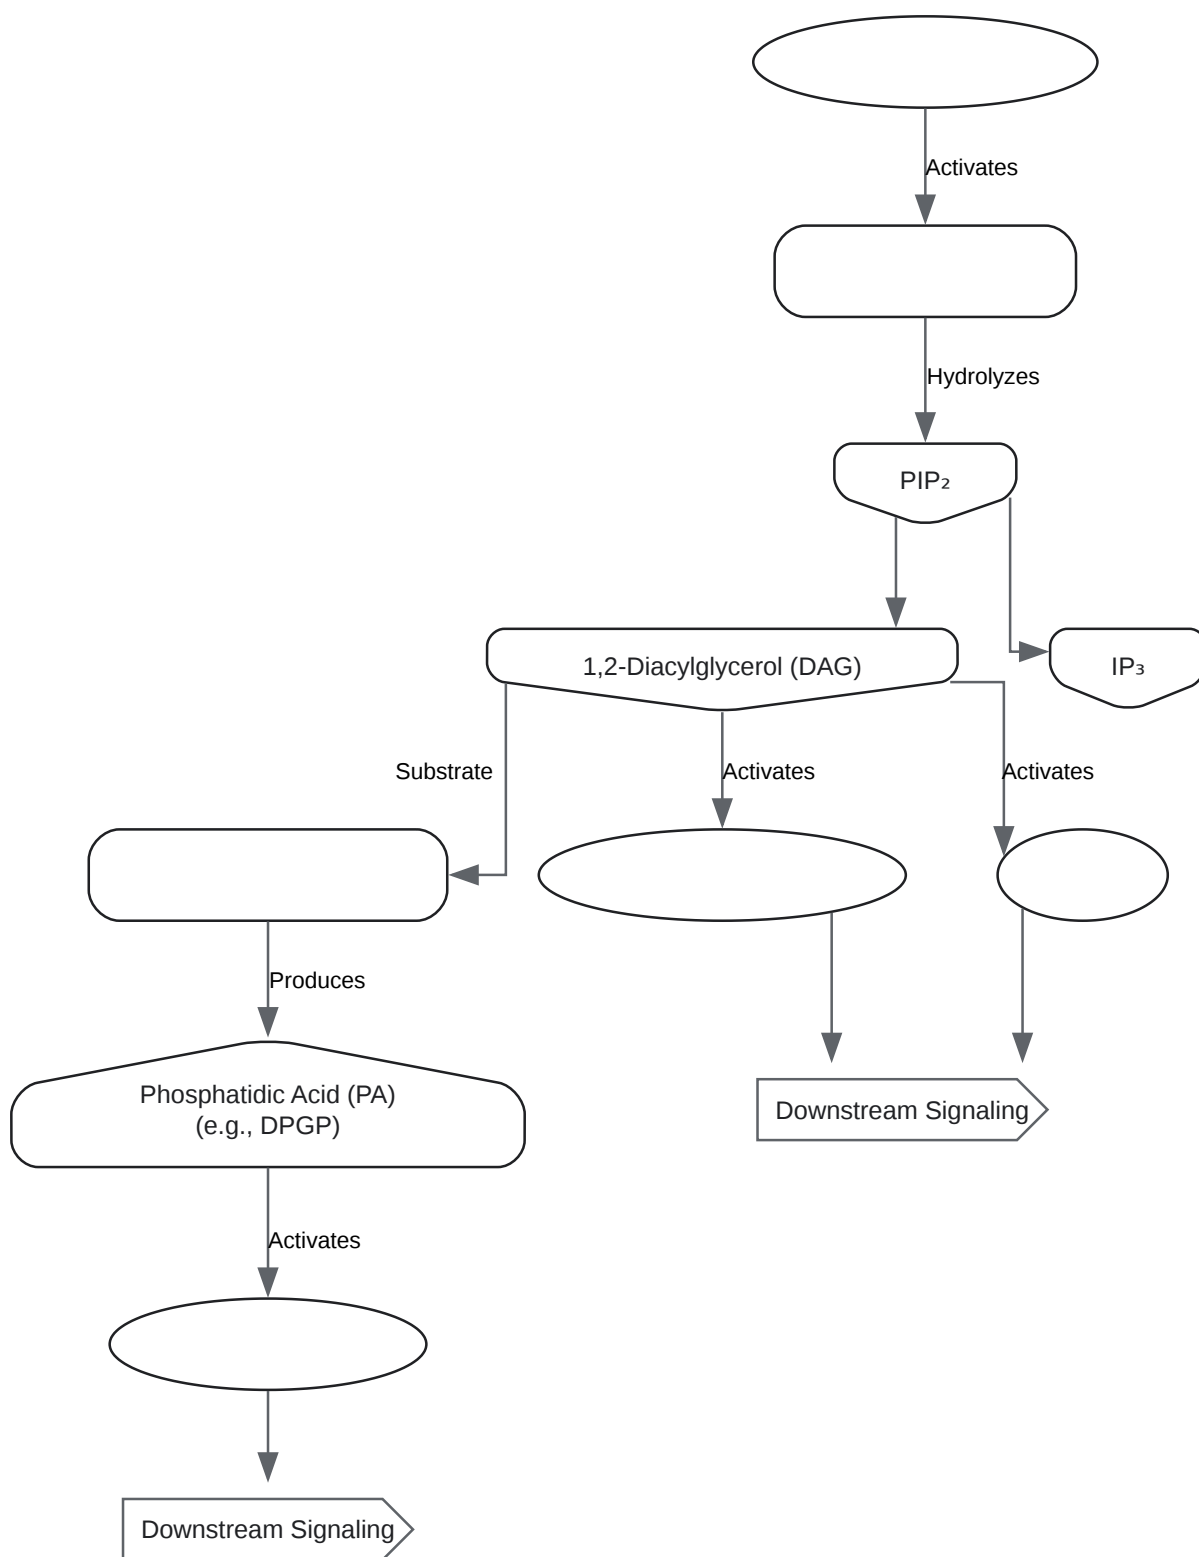 Activates
Hydrolyzes
PIP₂
1,2-Diacylglycerol (DAG)
IP₃
Substrate
Activates
Activates
Produces
Phosphatidic Acid (PA)
(e.g., DPGP)
Downstream Signaling
Activates
Downstream Signaling